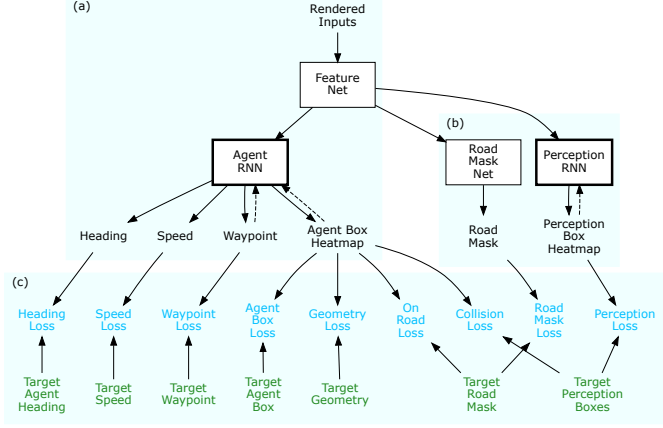 (a)
Rendered
Inputs
Feature
Net
(b)
Agent
RNN
Road
Mask
Net
Perception
RNN
Heading
Speed
Waypoint
Agent Box
Heatmap
Road
Mask
Perception
Box
Heatmap
(c)
Heading
Loss
Speed
Loss
Waypoint
Loss
Agent
Box
Loss
Geometry
Loss
On
Road
Loss
Collision
Loss
Road
Mask
Loss
Perception
Loss
Target
Agent
Heading
Target
Speed
Target
Waypoint
Target
Agent
Box
Target
Geometry
Target
Road
Mask
Target
Perception
Boxes